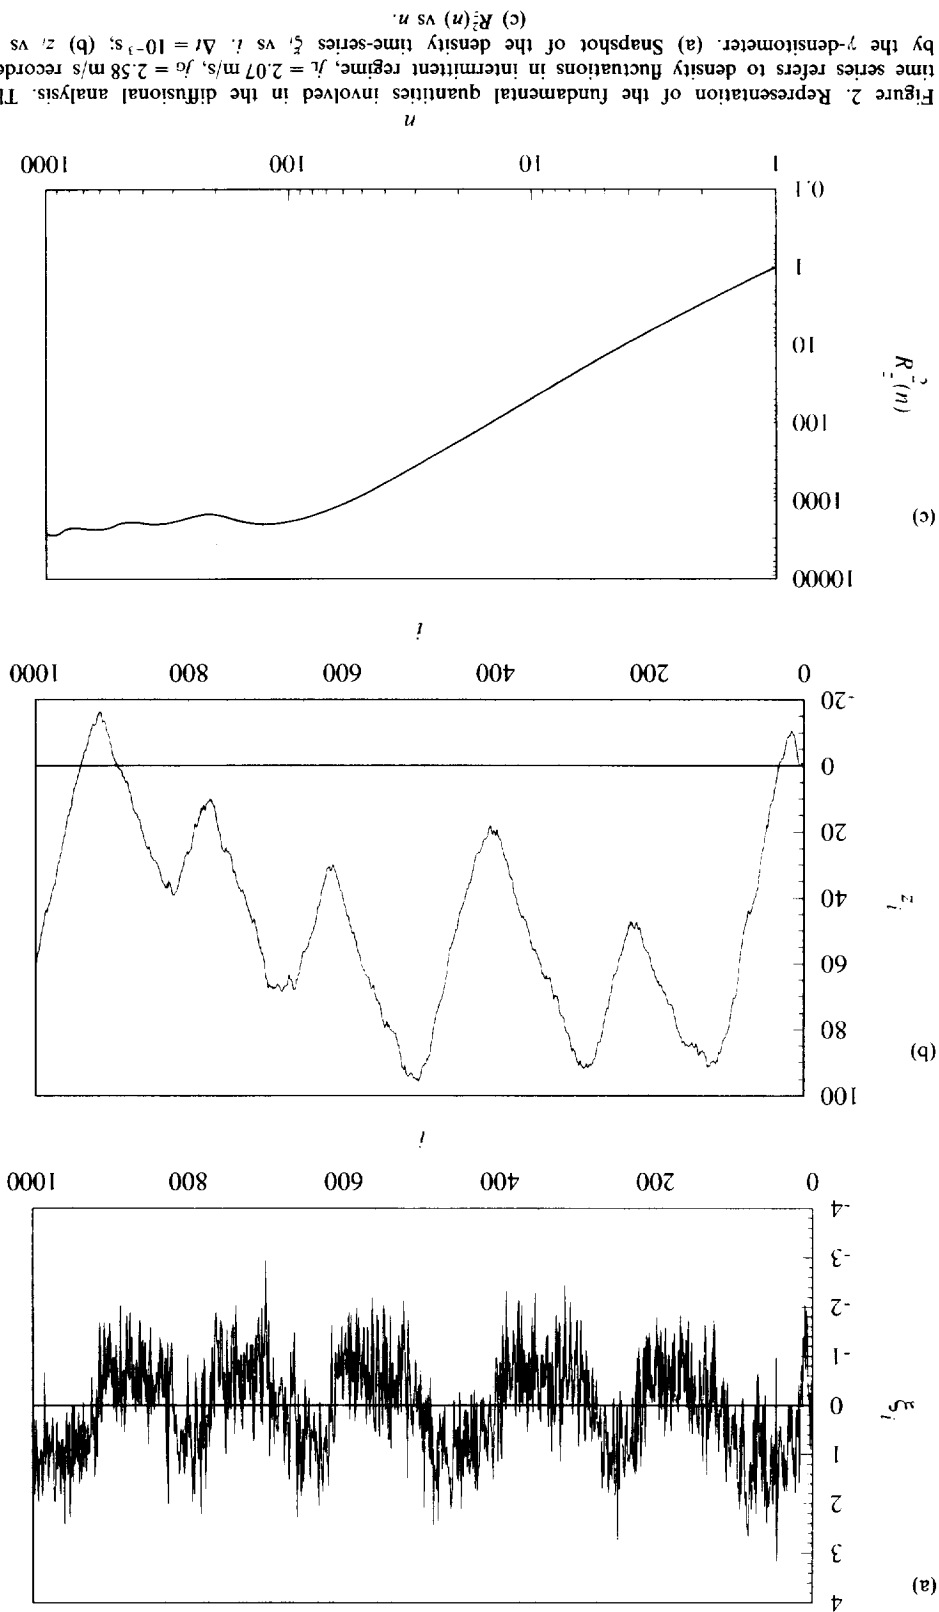 (a)
4
3
2
1
0
-1
-2
-3
-4
ξi
0 200 400 600 800 1000
i
(b)
100
80
60
40
20
0
-20
zi
0 200 400 600 800 1000
i
(c)
10000
1000
100
10
1
0.1
R²z(n)
1 10 100 1000
n
Figure 2. Representation of the fundamental quantities involved in the diffusional analysis. Th
time series refers to density fluctuations in intermittent regime, jL = 2.07 m/s, jG = 2.58 m/s recorde
by the γ-densitometer. (a) Snapshot of the density time-series ξi vs i. Δt = 10⁻³ s; (b) zi vs
(c) R²z(n) vs n.